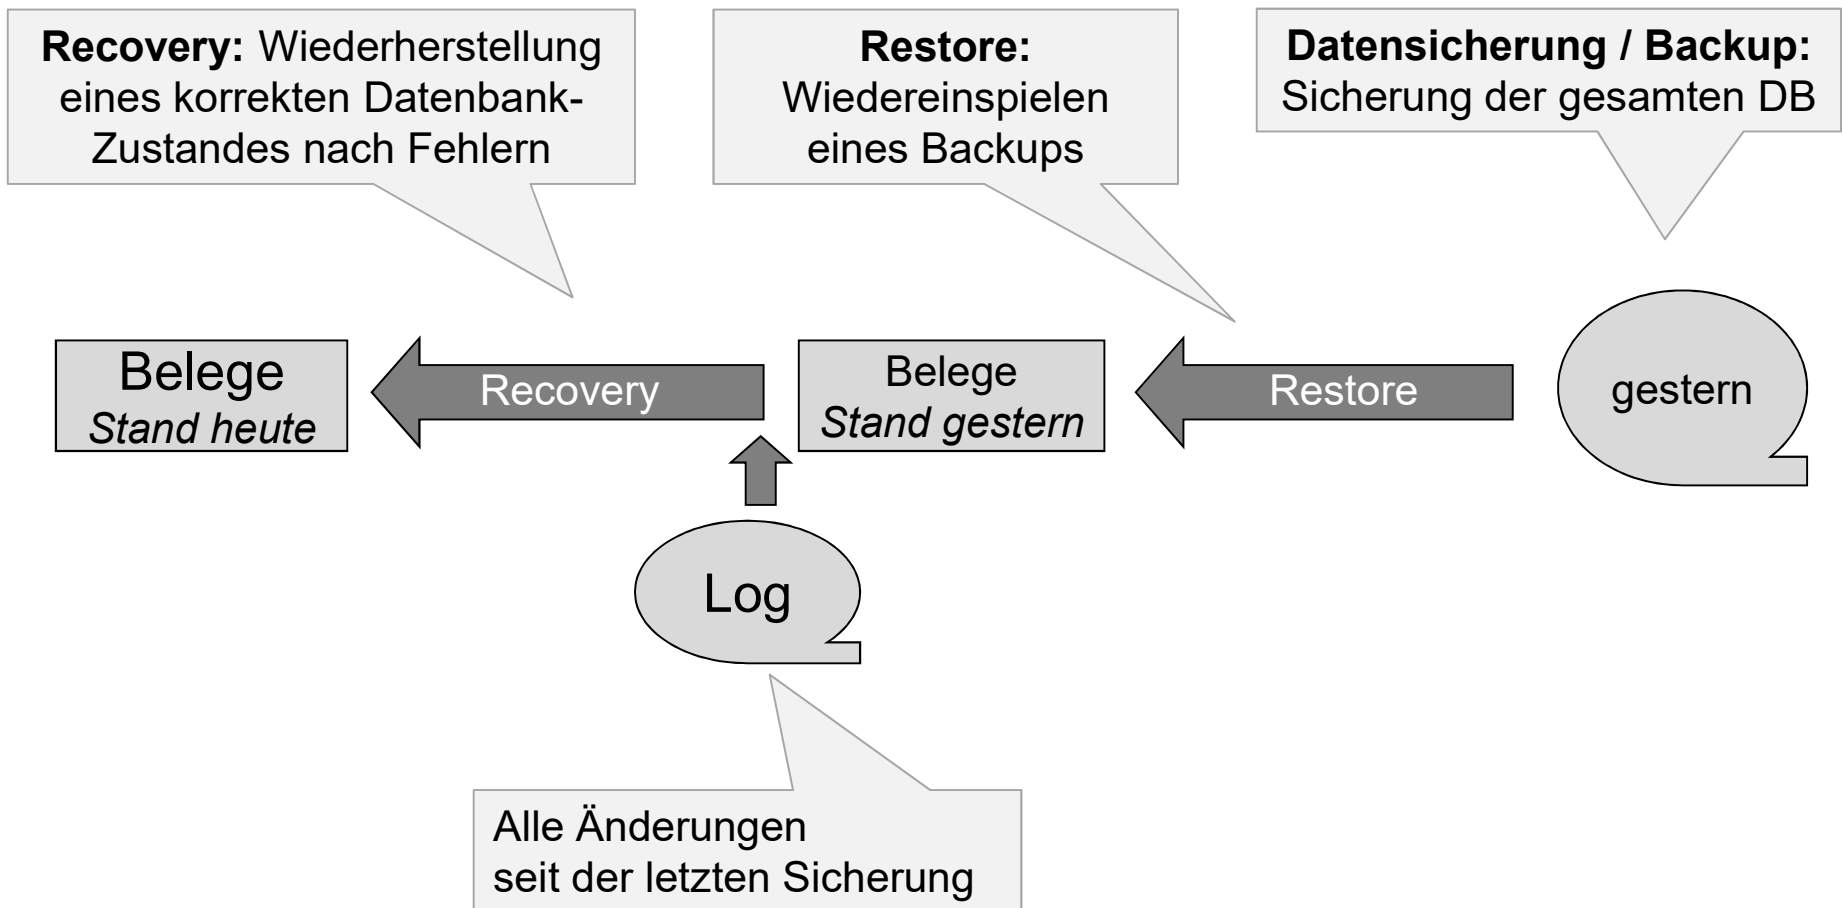 Recovery: Wiederherstellung
eines korrekten Datenbank-
Zustandes nach Fehlern
Restore:
Wiedereinspielen
eines Backups
Datensicherung / Backup:
Sicherung der gesamten DB
Belege
Stand heute
Recovery
Belege
Stand gestern
Restore
gestern
Log
Alle Änderungen
seit der letzten Sicherung